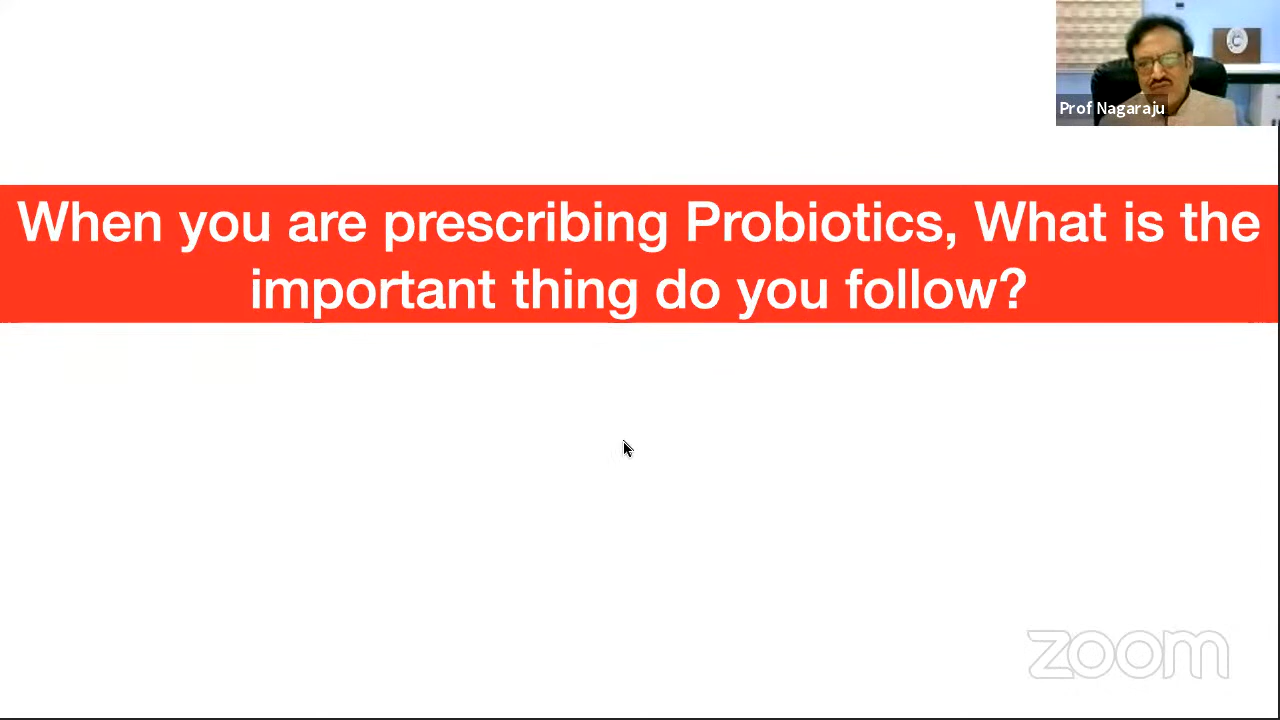 Prof Nagaraju
When you are prescribing Probiotics, What is the
important thing do you follow?
zoom